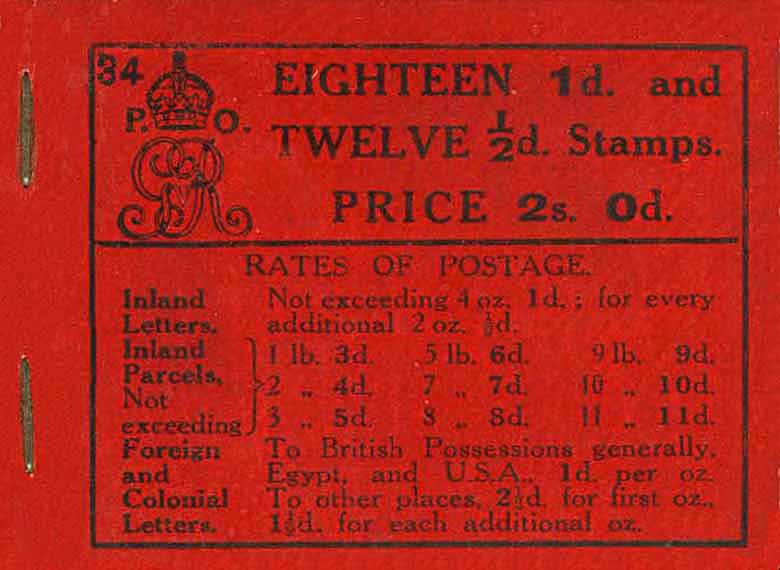 34
P. O.
GVR
EIGHTEEN 1d. and
TWELVE ½d. Stamps.
PRICE 2s. 0d.
RATES OF POSTAGE.
Inland Letters. Not exceeding 4 oz. 1d. ; for every
additional 2 oz. ½d.
Inland Parcels, Not exceeding
1 lb. 3d. 5 lb. 6d. 9 lb. 9d.
2 „ 4d. 7 „ 7d. 10 „ 10d.
3 „ 5d. 8 „ 8d. 11 „ 11d.
Foreign and Colonial Letters. To British Possessions generally,
Egypt, and U.S.A., 1d. per oz.
To other places, 2½d. for first oz.,
1½d. for each additional oz.